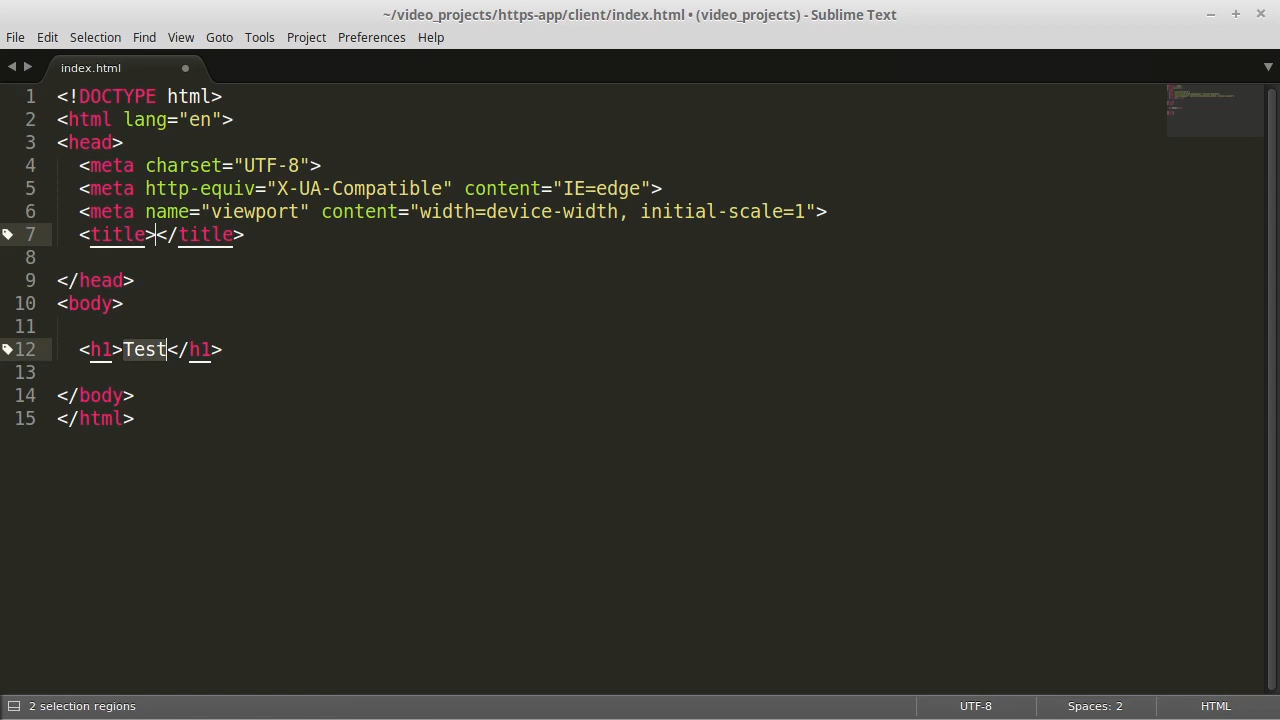 ~/video_projects/https-app/client/index.html • (video_projects) - Sublime Text
File Edit Selection Find View Goto Tools Project Preferences Help
index.html
1 <!DOCTYPE html>
2 <html lang="en">
3 <head>
4 <meta charset="UTF-8">
5 <meta http-equiv="X-UA-Compatible" content="IE=edge">
6 <meta name="viewport" content="width=device-width, initial-scale=1">
7 <title></title>
8
9 </head>
10 <body>
11
12 <h1>Test</h1>
13
14 </body>
15 </html>
2 selection regions UTF-8 Spaces: 2 HTML